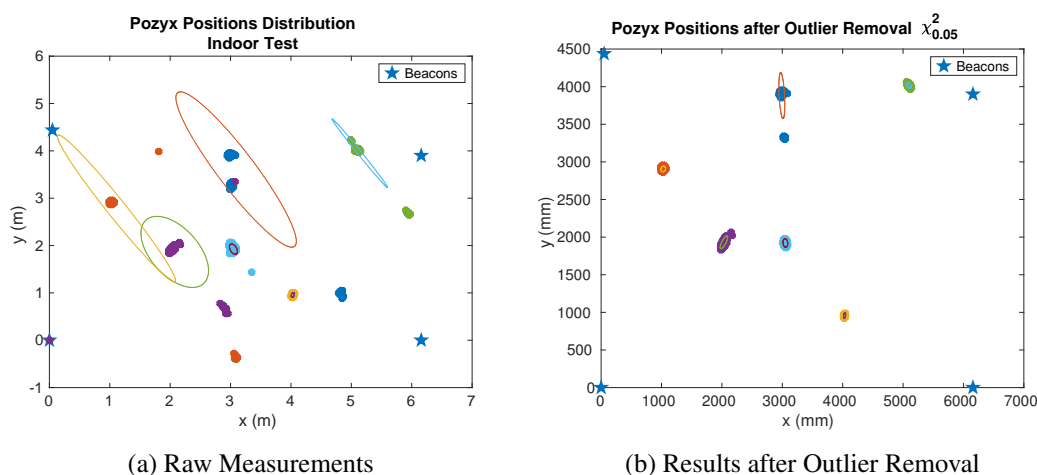 Pozyx Positions Distribution
Indoor Test
Beacons
y (m)
6
5
4
3
2
1
0
-1
0 1 2 3 4 5 6 7
x (m)
(a) Raw Measurements
Pozyx Positions after Outlier Removal χ²₀.₀₅
Beacons
y (mm)
4500
4000
3500
3000
2500
2000
1500
1000
500
0
0 1000 2000 3000 4000 5000 6000 7000
x (mm)
(b) Results after Outlier Removal